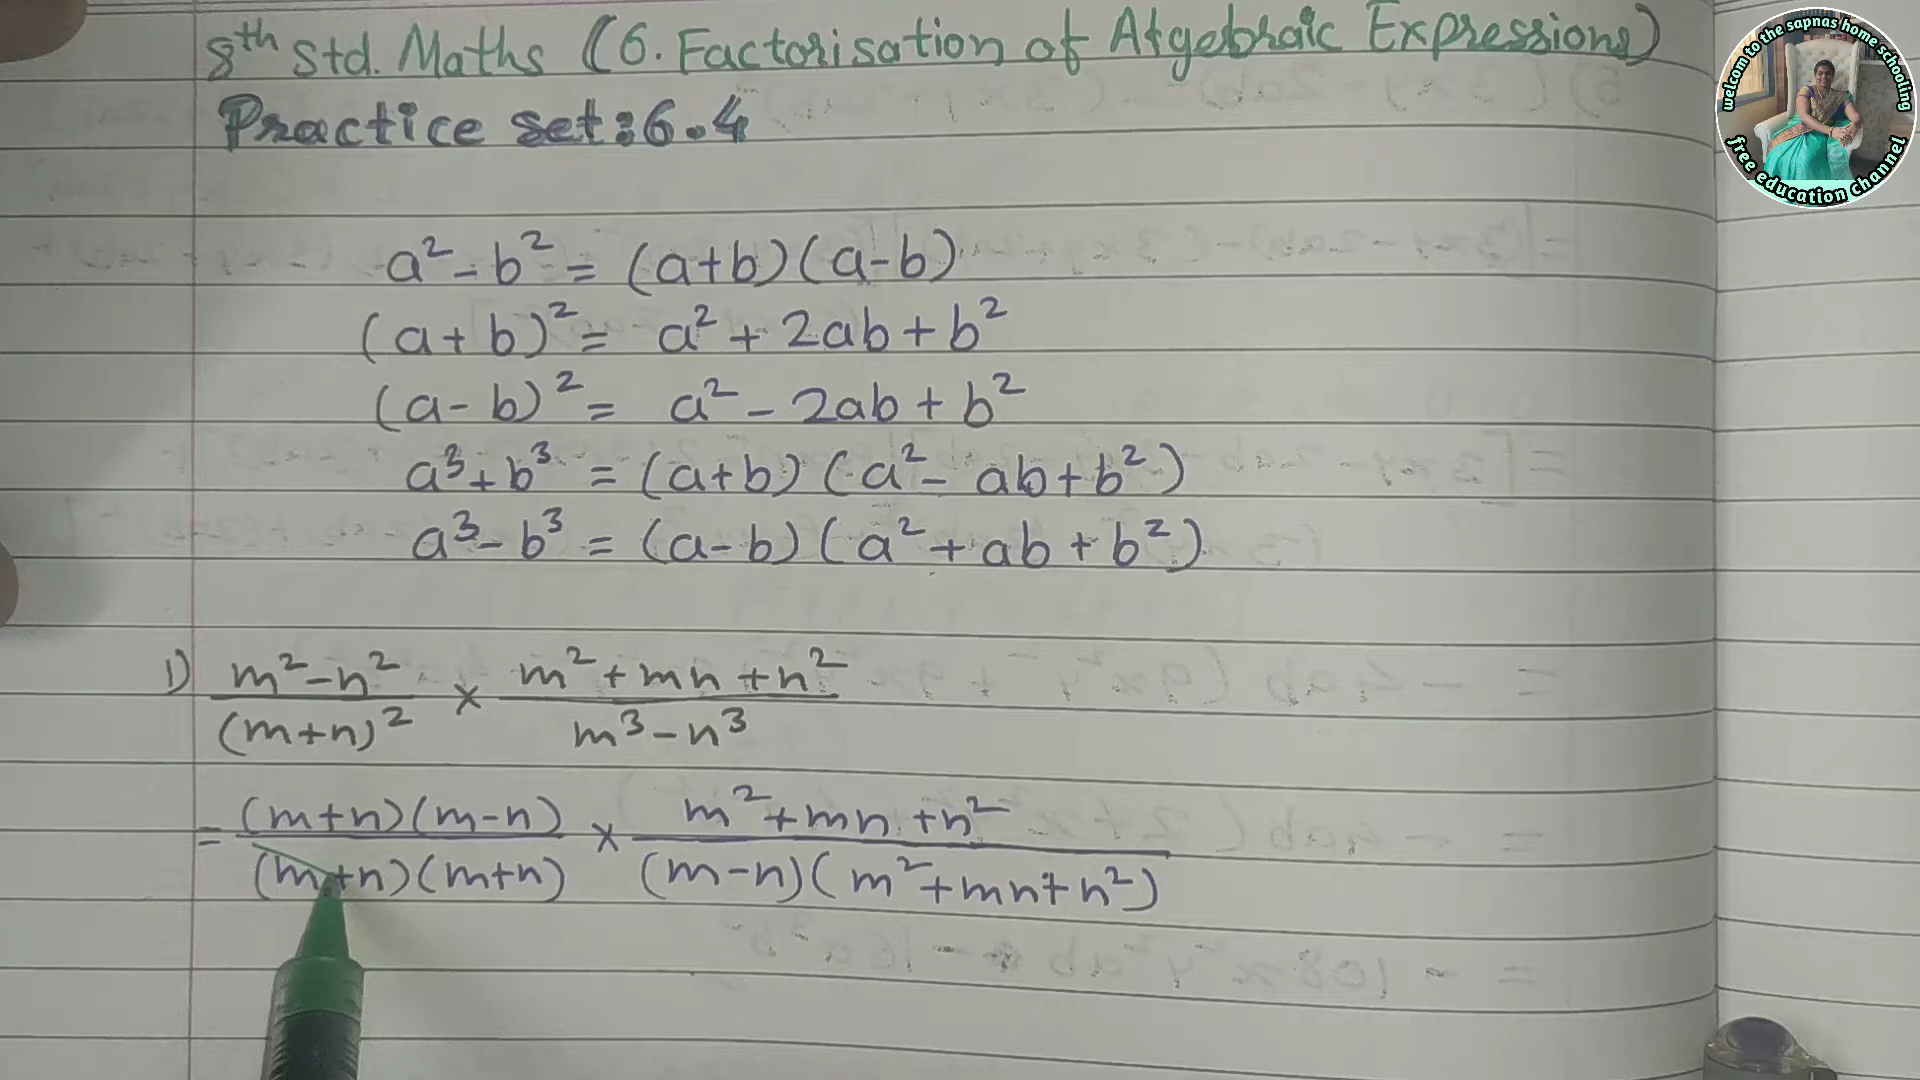 8th std. Maths (6. Factorisation of Algebraic Expressions)
Practice set:6.4
a² - b² = (a+b)(a-b)
(a + b)² = a² + 2ab + b²
(a - b)² = a² - 2ab + b²
a³ + b³ = (a+b) (a² - ab + b²)
a³ - b³ = (a-b) (a² + ab + b²)
1) m² - n² / (m+n)² × m² + mn + n² / m³ - n³
= (m+n)(m-n) / (m+n)(m+n) × m² + mn + n² / (m-n)(m² + mn + n²)
welcom to the sapnas home schooling
free education channel